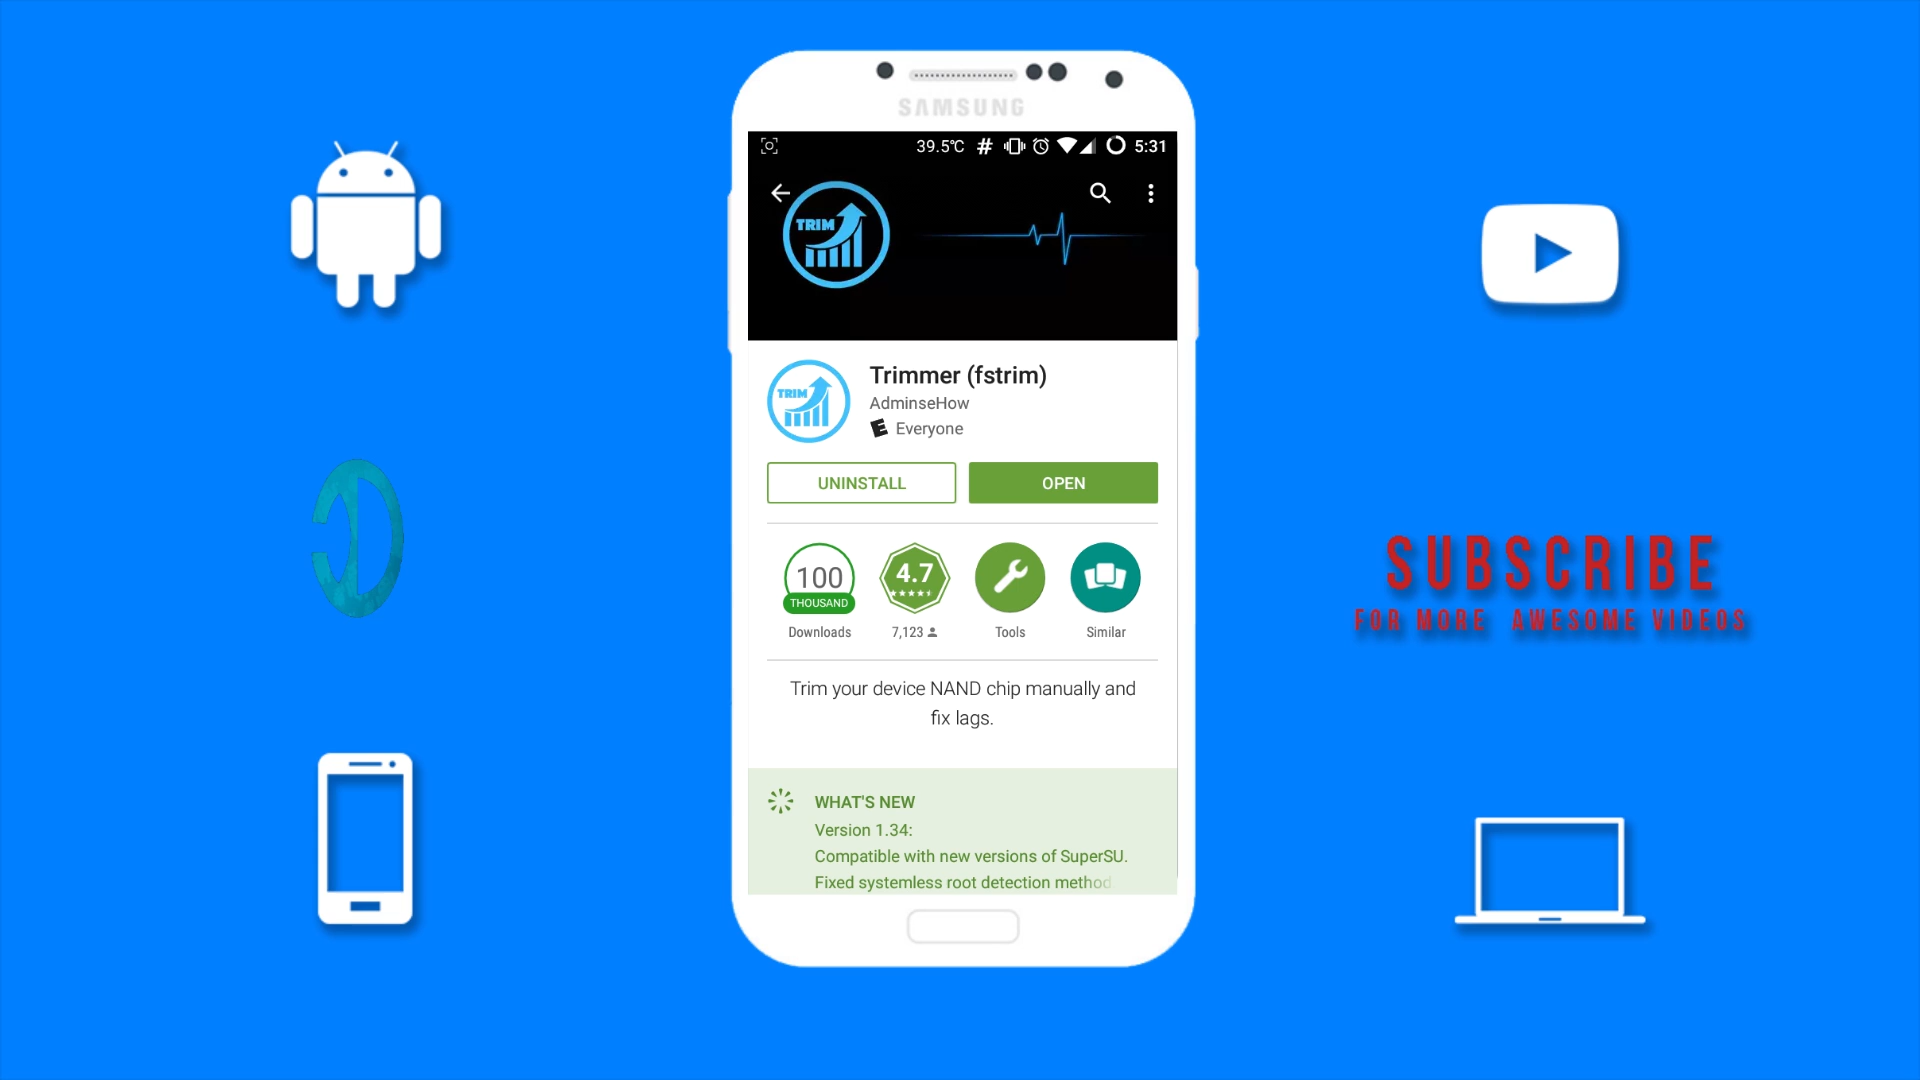 SAMSUNG
39.5°C # 5:31
TRIM
TRIM
Trimmer (fstrim)
AdminseHow
E Everyone
UNINSTALL
OPEN
100
THOUSAND
Downloads
4.7
7,123
Tools
Similar
Trim your device NAND chip manually and
fix lags.
WHAT'S NEW
Version 1.34:
Compatible with new versions of SuperSU.
Fixed systemless root detection method
SUBSCRIBE
FOR MORE AWESOME VIDEOS